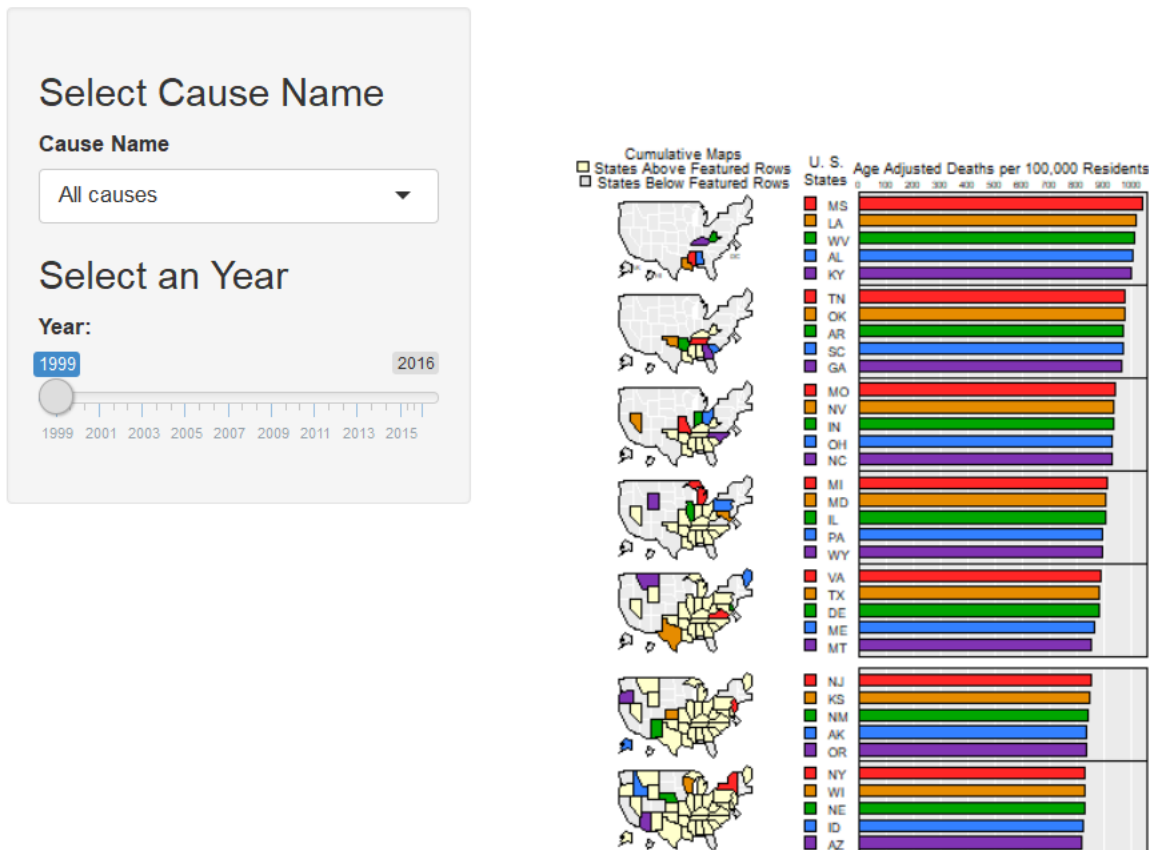 Select Cause Name
Cause Name
All causes
Select an Year
Year:
1999 2016
1999 2001 2003 2005 2007 2009 2011 2013 2015
Cumulative Maps
States Above Featured Rows
States Below Featured Rows
U. S.
States
Age Adjusted Deaths per 100,000 Residents
0 100 200 300 400 500 600 700 800 900 1000
MS
LA
WV
AL
KY
TN
OK
AR
SC
GA
MO
NV
IN
OH
NC
MI
MD
IL
PA
WY
VA
TX
DE
ME
MT
NJ
KS
NM
AK
OR
NY
WI
NE
ID
AZ